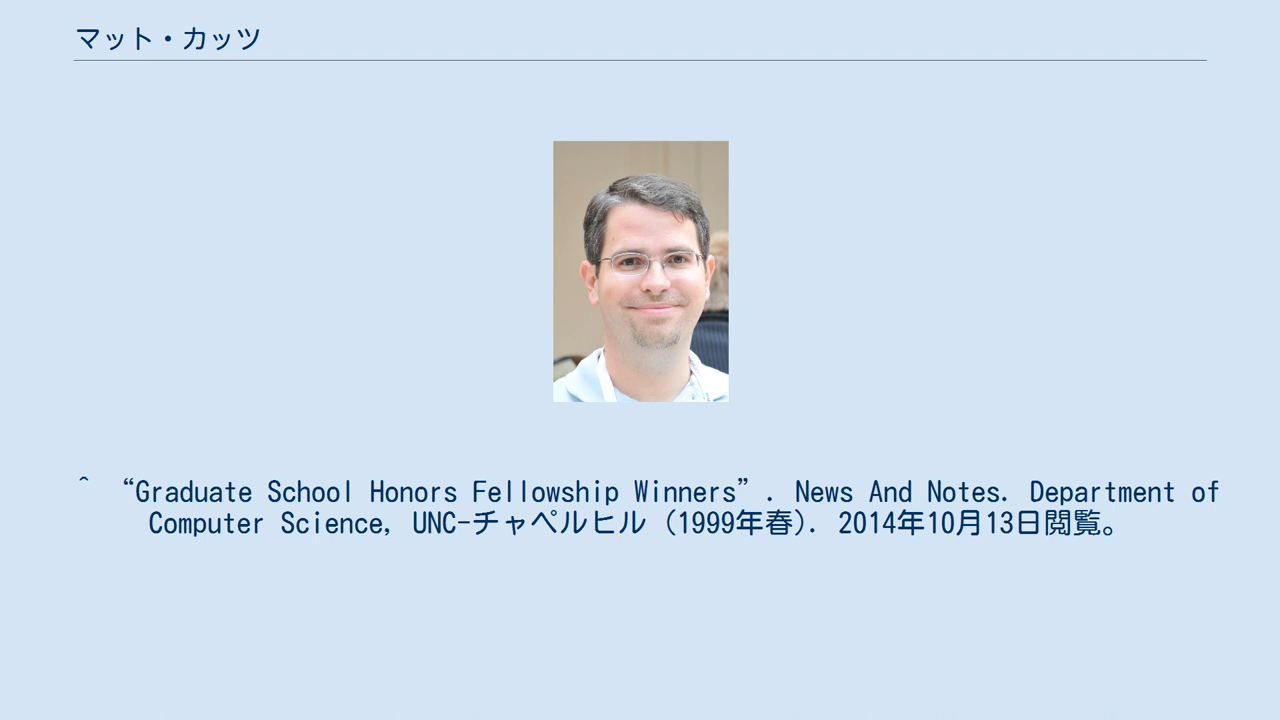 マット・カッツ
^ “Graduate School Honors Fellowship Winners”. News And Notes. Department of
Computer Science, UNC-チャペルヒル (1999年春). 2014年10月13日閲覧。